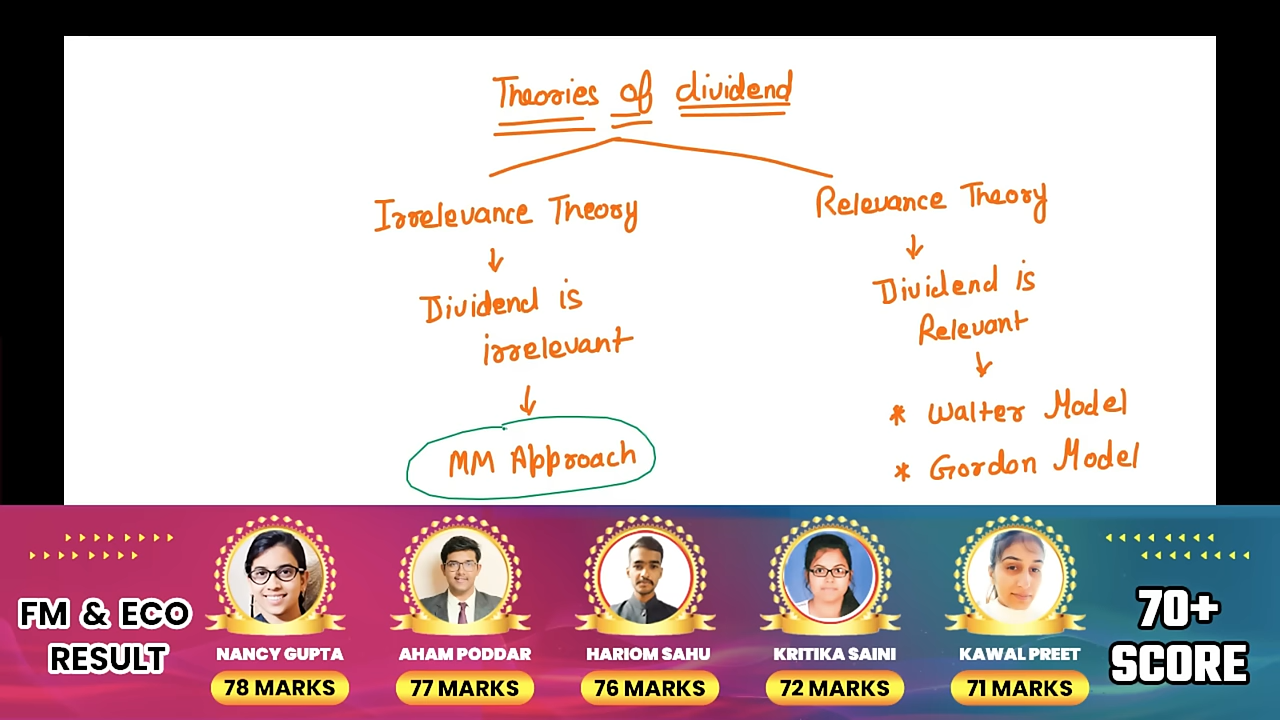 Theories of dividend
Irrelevance Theory
Relevance Theory
Dividend is
irrelevant
Dividend is
Relevant
MM Approach
* Walter Model
* Gordon Model
FM & ECO
RESULT
NANCY GUPTA
78 MARKS
AHAM PODDAR
77 MARKS
HARIOM SAHU
76 MARKS
KRITIKA SAINI
72 MARKS
KAWAL PREET
71 MARKS
70+
SCORE